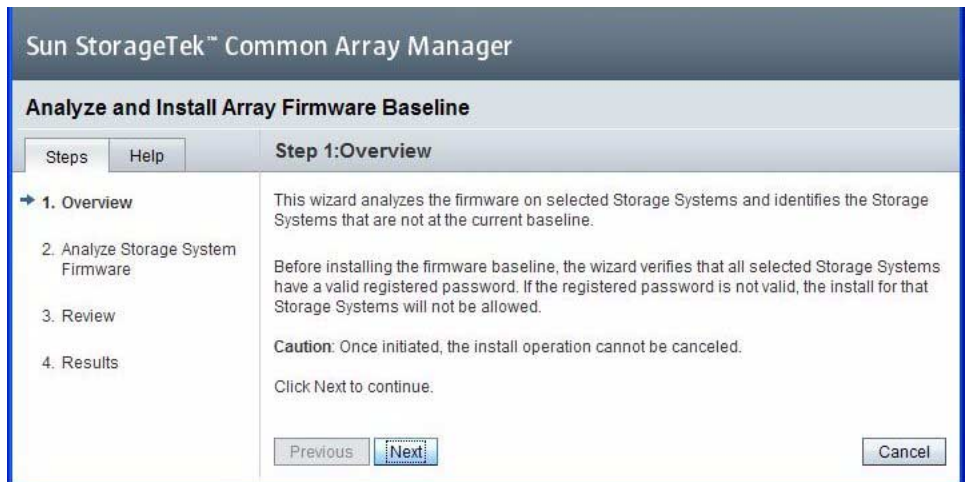 Sun StorageTek™ Common Array Manager
Analyze and Install Array Firmware Baseline
Steps
Help
Step 1:Overview
1. Overview
2. Analyze Storage System
Firmware
3. Review
4. Results
This wizard analyzes the firmware on selected Storage Systems and identifies the Storage
Systems that are not at the current baseline.
Before installing the firmware baseline, the wizard verifies that all selected Storage Systems
have a valid registered password. If the registered password is not valid, the install for that
Storage Systems will not be allowed.
Caution: Once initiated, the install operation cannot be canceled.
Click Next to continue.
Previous
Next
Cancel